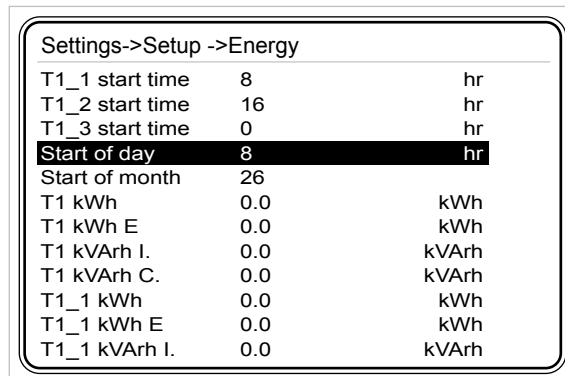 Settings->Setup ->Energy
T1_1 start time 8 hr
T1_2 start time 16 hr
T1_3 start time 0 hr
Start of day 8 hr
Start of month 26
T1 kWh 0.0 kWh
T1 kWh E 0.0 kWh
T1 kVArh I. 0.0 kVArh
T1 kVArh C. 0.0 kVArh
T1_1 kWh 0.0 kWh
T1_1 kWh E 0.0 kWh
T1_1 kVArh I. 0.0 kVArh